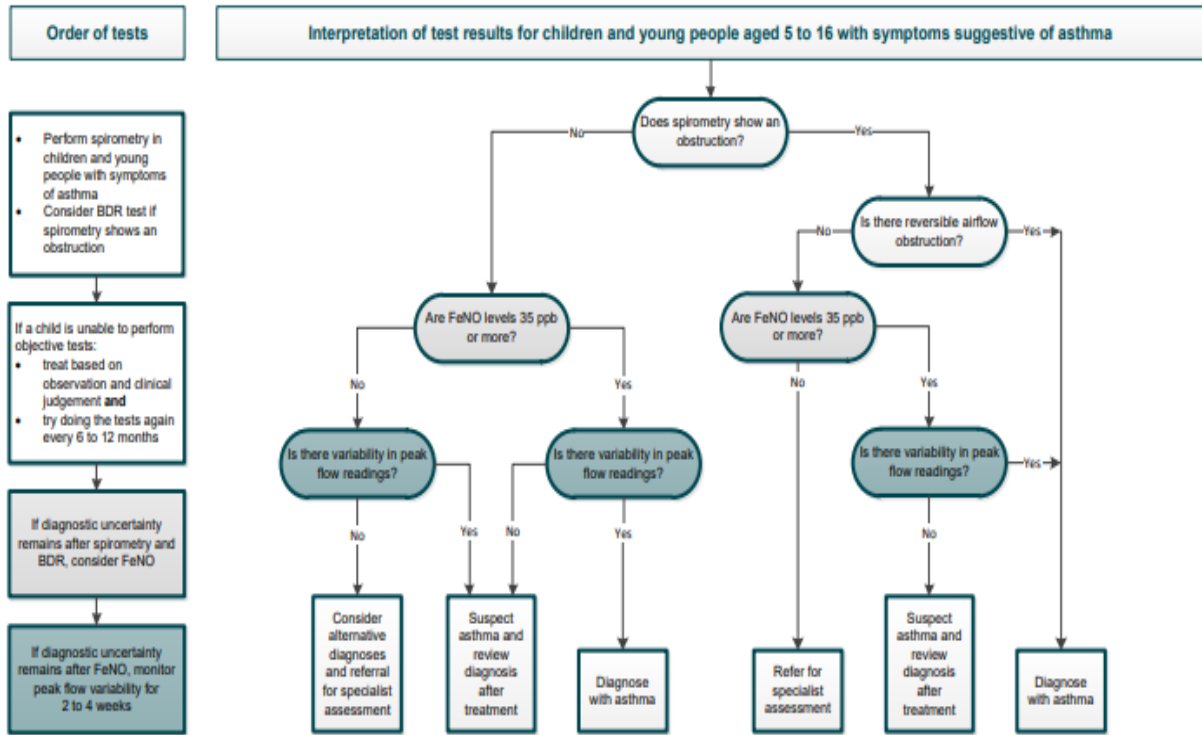 Order of tests
Interpretation of test results for children and young people aged 5 to 16 with symptoms suggestive of asthma
• Perform spirometry in
children and young
people with symptoms
of asthma
• Consider BDR test if
spirometry shows an
obstruction
If a child is unable to perform
objective tests:
• treat based on
observation and clinical
judgement and
• try doing the tests again
every 6 to 12 months
If diagnostic uncertainty
remains after spirometry and
BDR, consider FeNO
If diagnostic uncertainty
remains after FeNO, monitor
peak flow variability for
2 to 4 weeks
Does spirometry show an
obstruction?
No
Yes
Is there reversible airflow
obstruction?
No
Yes
Are FeNO levels 35 ppb
or more?
Are FeNO levels 35 ppb
or more?
No
Yes
No
Yes
Is there variability in peak
flow readings?
Is there variability in peak
flow readings?
Is there variability in peak
flow readings?
Yes
No
Yes
No
Yes
No
Consider
alternative
diagnoses
and referral
for specialist
assessment
Suspect
asthma and
review
diagnosis
after
treatment
Diagnose
with asthma
Refer for
specialist
assessment
Suspect
asthma and
review
diagnosis
after
treatment
Diagnose
with asthma